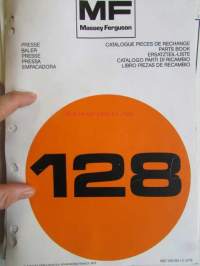 MF
Massey Ferguson
PRESSE
BALER
PRESSE
PRESSA
EMPACADORA
CATALOGUE PIECES DE RECHANGE
PARTS BOOK
ERSATZTEIL-LISTE
CATALOGO PARTI DI RICAMBIO
LIBRO PIEZAS DE RECAMBIO
128